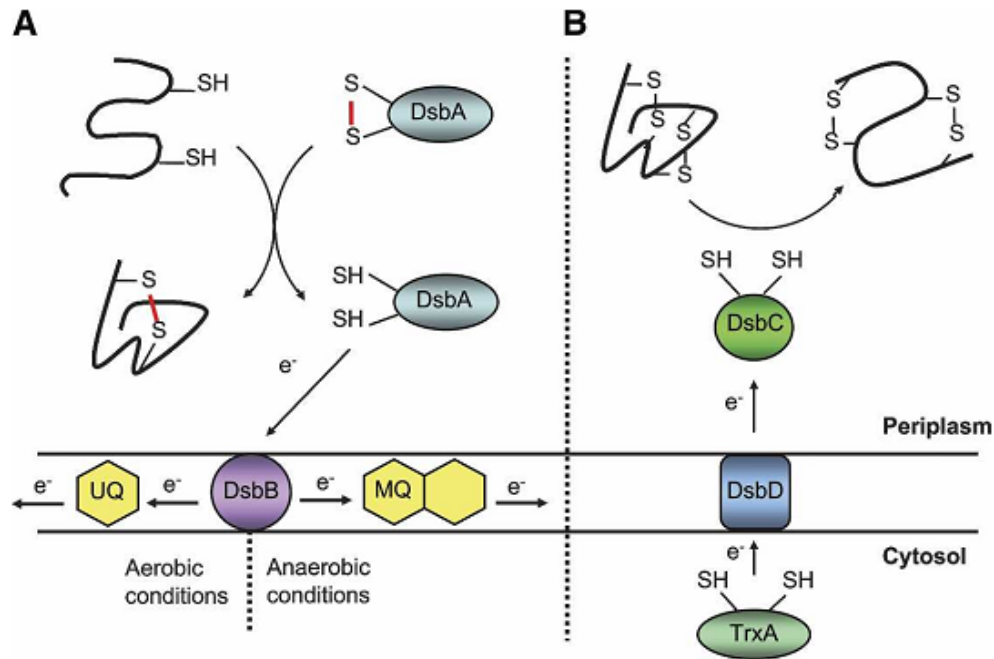 A
SH
SH
S
S
DsbA
S
S
SH
SH
DsbA
e-
e-
UQ
e-
DsbB
e-
MQ
e-
Aerobic
conditions
Anaerobic
conditions
B
S
S
S
S
S
S
S
S
SH
SH
DsbC
e-
Periplasm
DsbD
Cytosol
e-
SH
SH
TrxA